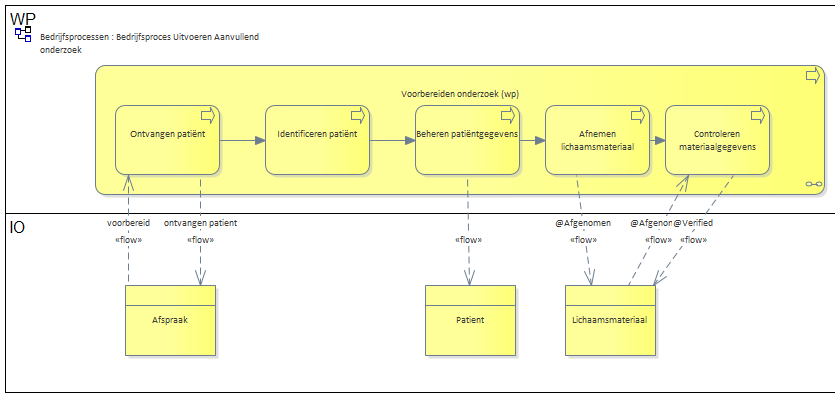 WP
Bedrijfsprocessen : Bedrijfsproces Uitvoeren Aanvullend
onderzoek
Voorbereiden onderzoek (wp)
Ontvangen patiënt
Identificeren patiënt
Beheren patiëntgegevens
Afnemen
lichaamsmateriaal
Controleren
materiaalgegevens
IO
voorbereid
«flow»
ontvangen patient
«flow»
«flow»
@Afgenomen
«flow»
@Afgenor
«flow»
@Verified
«flow»
Afspraak
Patient
Lichaamsmateriaal